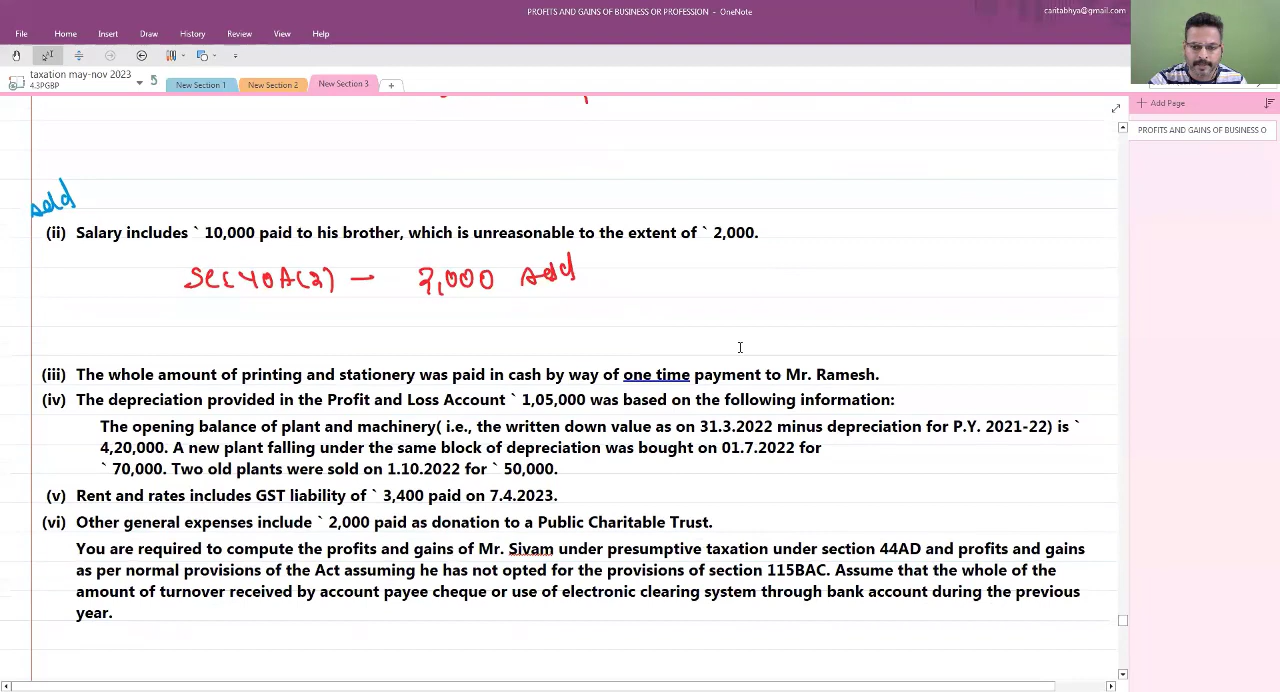 PROFITS AND GAINS OF BUSINESS OR PROFESSION - OneNote
caritabhya@gmail.com
File Home Insert Draw History Review View Help
taxation may-nov 2023
4.3PGBP
5
New Section 1 New Section 2 New Section 3
Add Page
PROFITS AND GAINS OF BUSINESS O
add
(ii) Salary includes ` 10,000 paid to his brother, which is unreasonable to the extent of ` 2,000.
Sec 40A(2) - 2,000 add
(iii) The whole amount of printing and stationery was paid in cash by way of one time payment to Mr. Ramesh.
(iv) The depreciation provided in the Profit and Loss Account ` 1,05,000 was based on the following information:
The opening balance of plant and machinery( i.e., the written down value as on 31.3.2022 minus depreciation for P.Y. 2021-22) is `
4,20,000. A new plant falling under the same block of depreciation was bought on 01.7.2022 for
` 70,000. Two old plants were sold on 1.10.2022 for ` 50,000.
(v) Rent and rates includes GST liability of ` 3,400 paid on 7.4.2023.
(vi) Other general expenses include ` 2,000 paid as donation to a Public Charitable Trust.
You are required to compute the profits and gains of Mr. Sivam under presumptive taxation under section 44AD and profits and gains
as per normal provisions of the Act assuming he has not opted for the provisions of section 115BAC. Assume that the whole of the
amount of turnover received by account payee cheque or use of electronic clearing system through bank account during the previous
year.